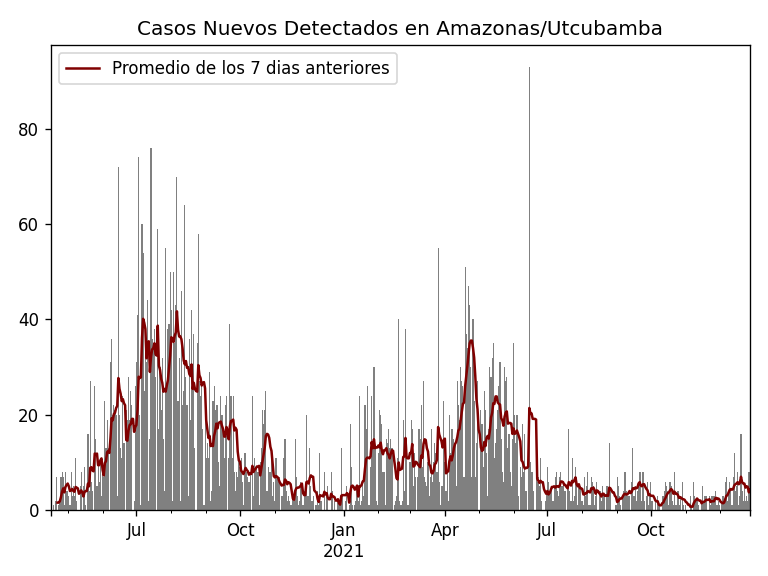 Casos Nuevos Detectados en Amazonas/Utcubamba
Promedio de los 7 dias anteriores
80
60
40
20
0
Jul
Oct
Jan
2021
Apr
Jul
Oct